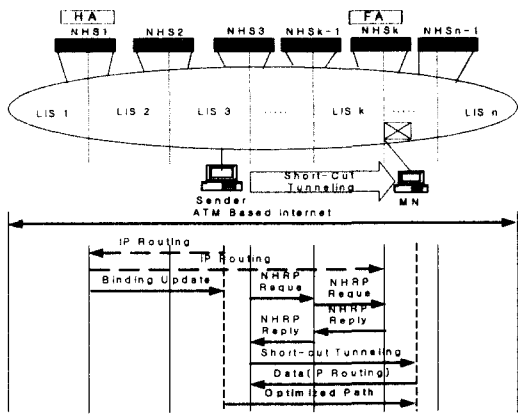 HA FA
NHS1 NHS2 NHS3 NHSk-1 NHSk NHSn-1
LIS 1 LIS 2 LIS 3 ..... LIS k ..... LIS n
Short-Cut
Tunneling
Sender MN
ATM Based Internet
IP Routing
IP Routing
Binding Update
NHRP
Reque
NHRP
Reque
NHRP
Reply
NHRP
Reply
Short-cut Tunneling
Data(IP Routing)
Optimized Path